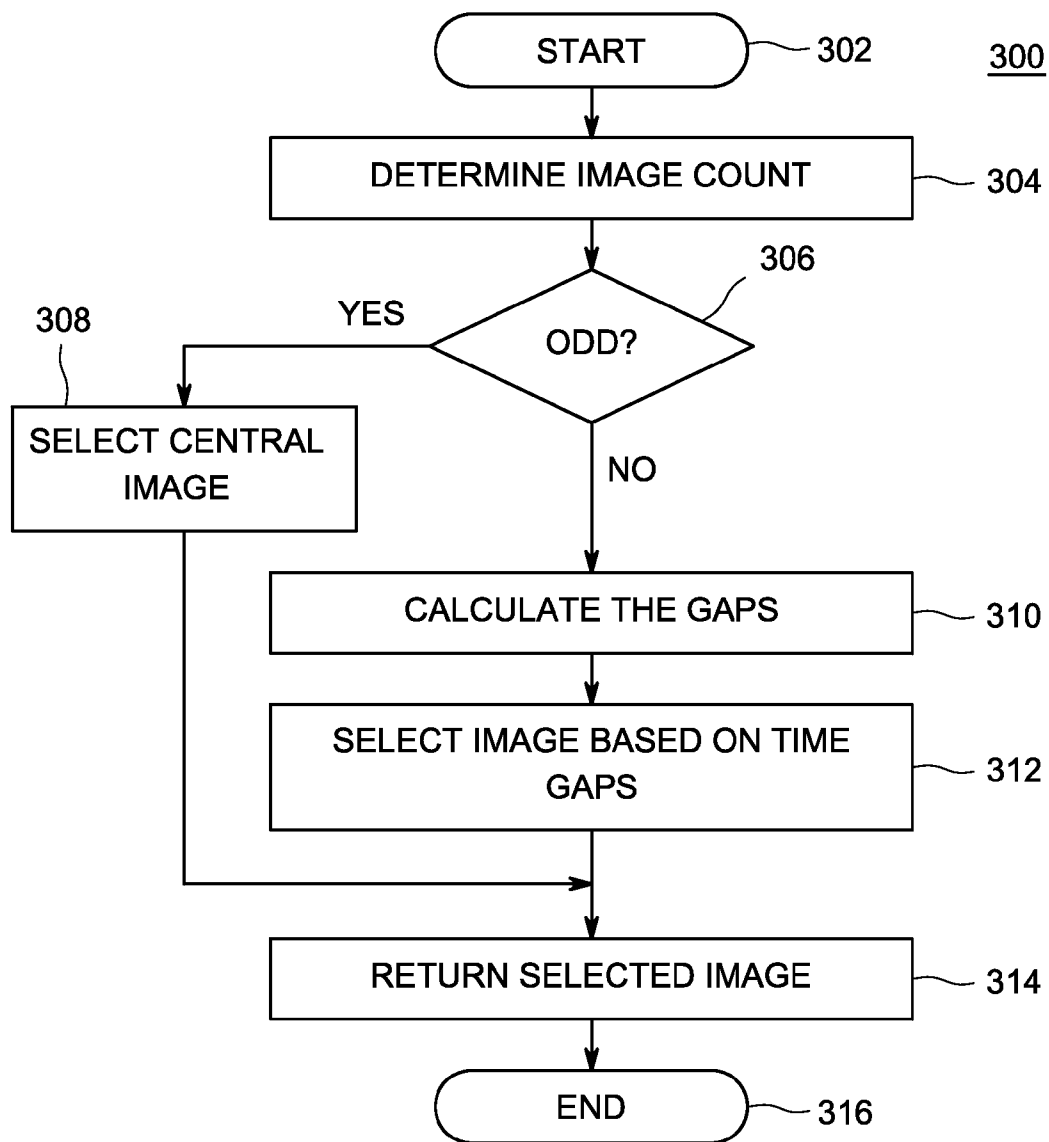 START
302
300
DETERMINE IMAGE COUNT
304
306
YES
308
ODD?
SELECT CENTRAL
IMAGE
NO
CALCULATE THE GAPS
310
SELECT IMAGE BASED ON TIME
GAPS
312
RETURN SELECTED IMAGE
314
END
316